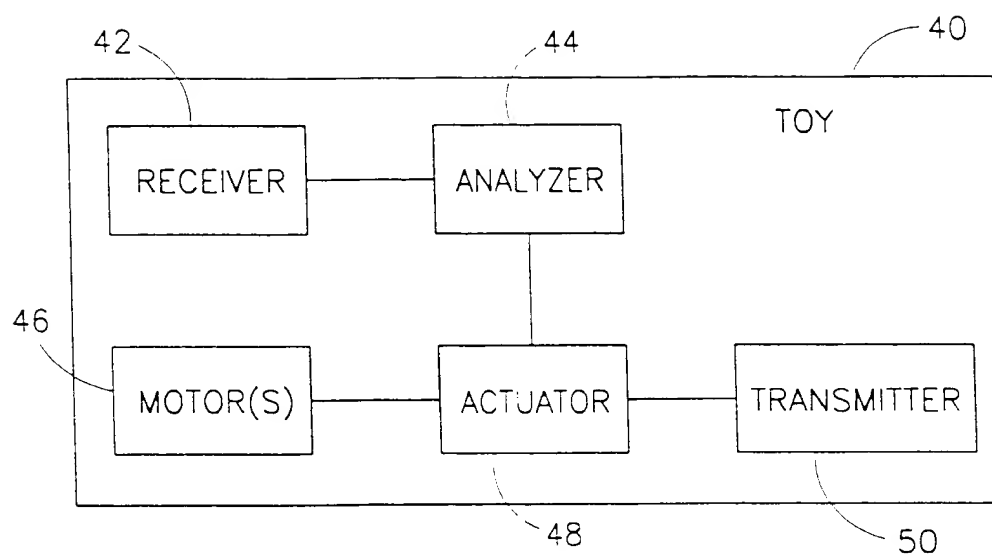 42 44 40
TOY
RECEIVER ANALYZER
46
MOTOR(S) ACTUATOR TRANSMITTER
48 50